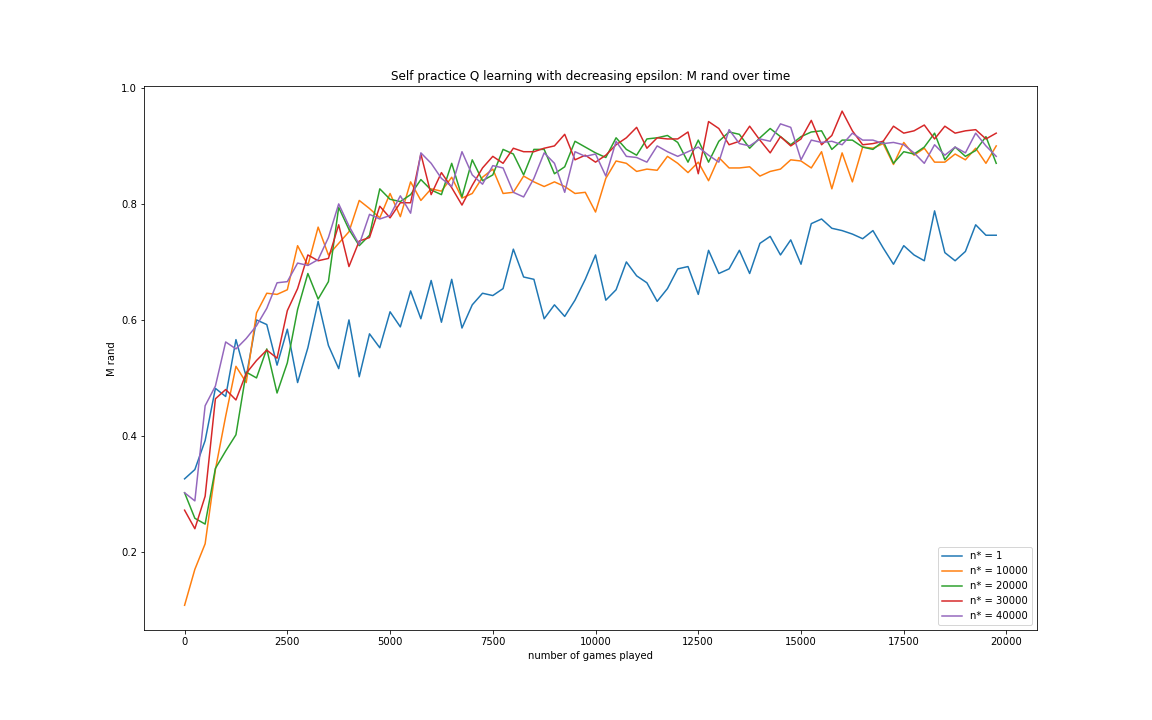 Self practice Q learning with decreasing epsilon: M rand over time
1.0
0.8
0.6
0.4
0.2
M rand
0 2500 5000 7500 10000 12500 15000 17500 20000
number of games played
n* = 1
n* = 10000
n* = 20000
n* = 30000
n* = 40000